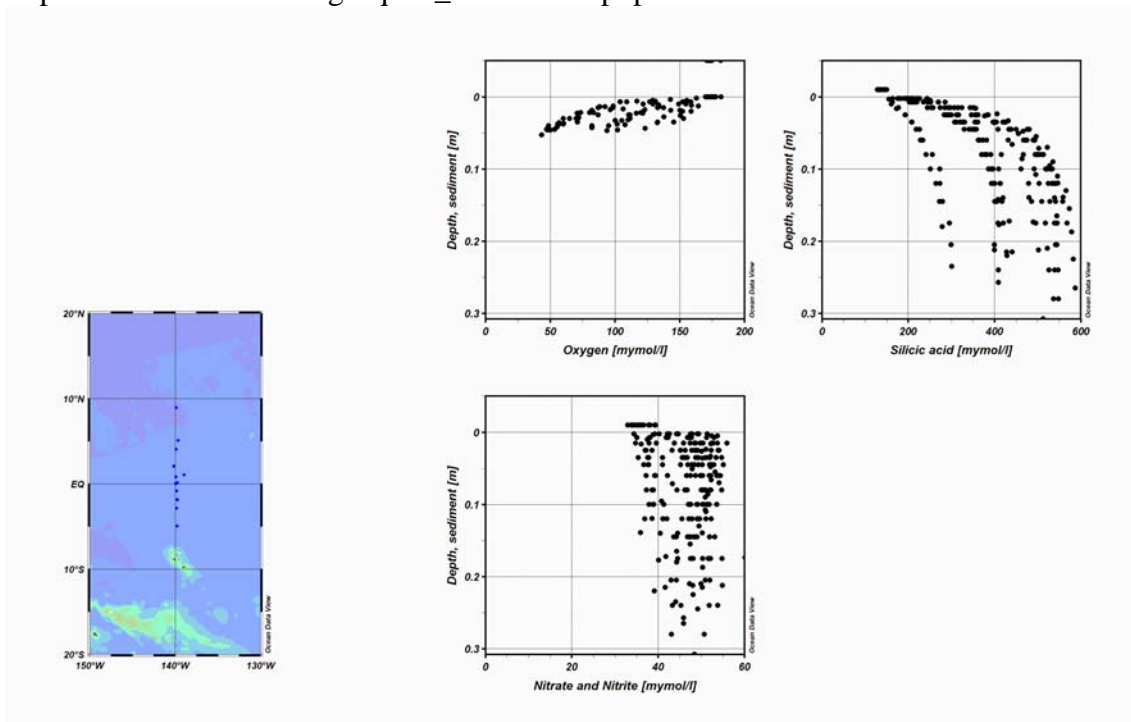 0
0.1
0.2
0.3
Depth, sediment [m]
0
50
100
150
200
Oxygen [mymol/l]
Ocean Data View
0
0.1
0.2
0.3
Depth, sediment [m]
0
200
400
600
Silicic acid [mymol/l]
Ocean Data View
20°N
10°N
EQ
10°S
20°S
150°W
140°W
130°W
Ocean Data View
0
0.1
0.2
0.3
Depth, sediment [m]
0
20
40
60
Nitrate and Nitrite [mymol/l]
Ocean Data View